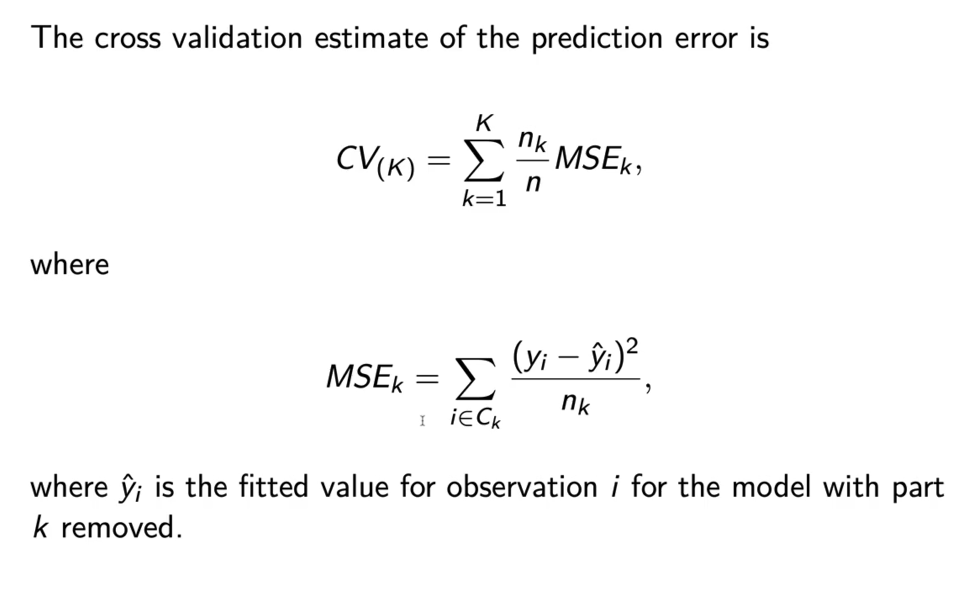 The cross validation estimate of the prediction error is
CV_{(K)} = \sum_{k=1}^{K} \frac{n_k}{n} MSE_k,
where
MSE_k = \sum_{i \in C_k} \frac{(y_i - \hat{y}_i)^2}{n_k},
where \hat{y}_i is the fitted value for observation i for the model with part
k removed.